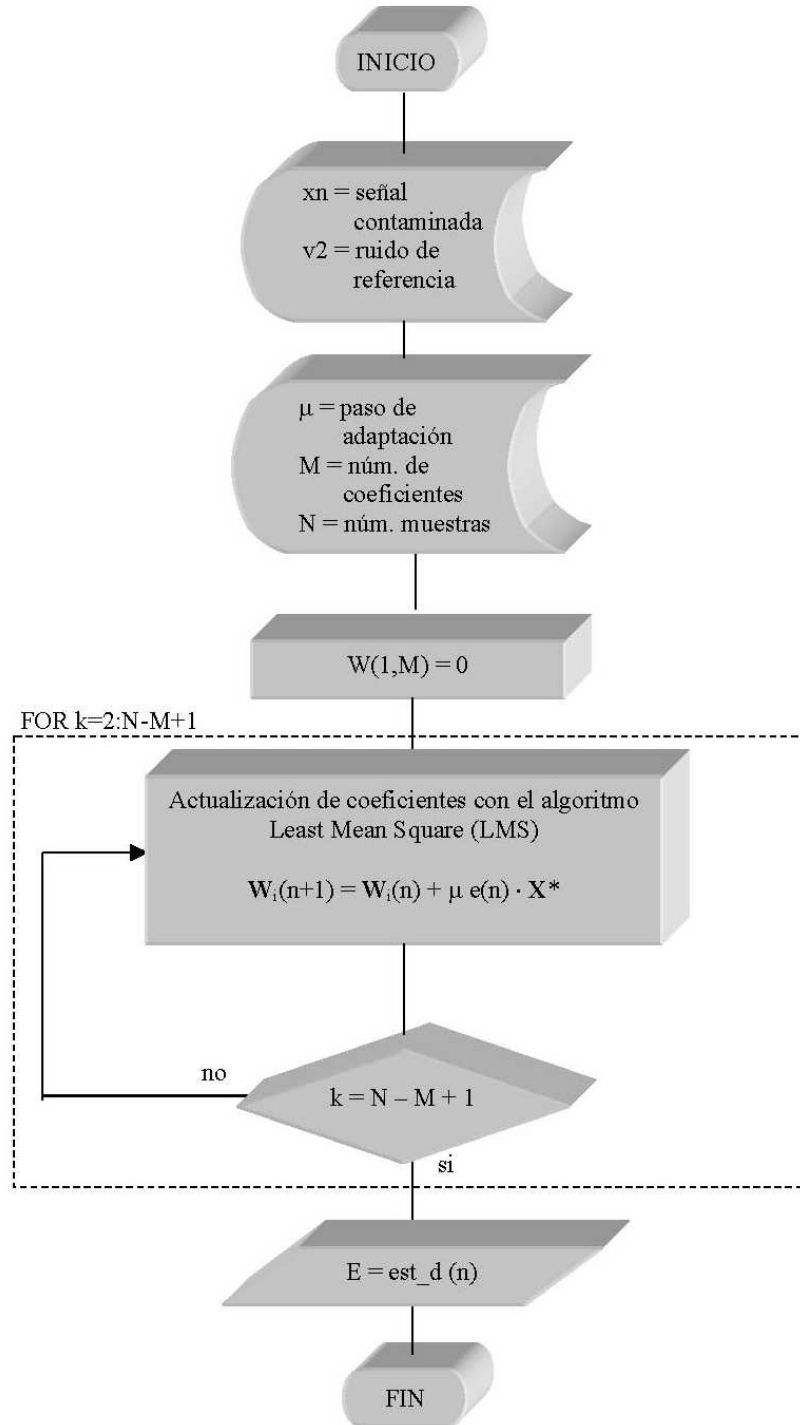 INICIO
xn = señal
contaminada
v2 = ruido de
referencia
μ = paso de
adaptación
M = núm. de
coeficientes
N = núm. muestras
W(1,M) = 0
FOR k=2:N-M+1
Actualización de coeficientes con el algoritmo
Least Mean Square (LMS)
Wᵢ(n+1) = Wᵢ(n) + μ e(n) · X*
no
k = N – M + 1
si
E = est_d (n)
FIN